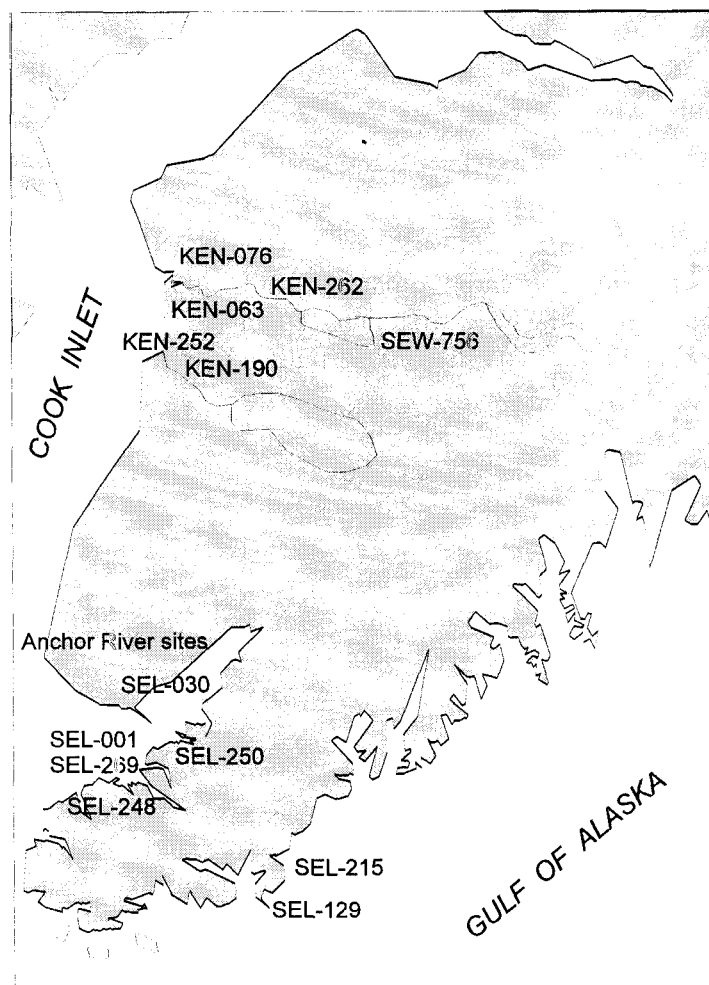 KEN-076
KEN-262
KEN-063
COOK INLET
KEN-252
SEW-756
KEN-190
Anchor River sites
SEL-030
SEL-001
SEL-250
SEL-269
SEL-248
GULF OF ALASKA
SEL-215
SEL-129